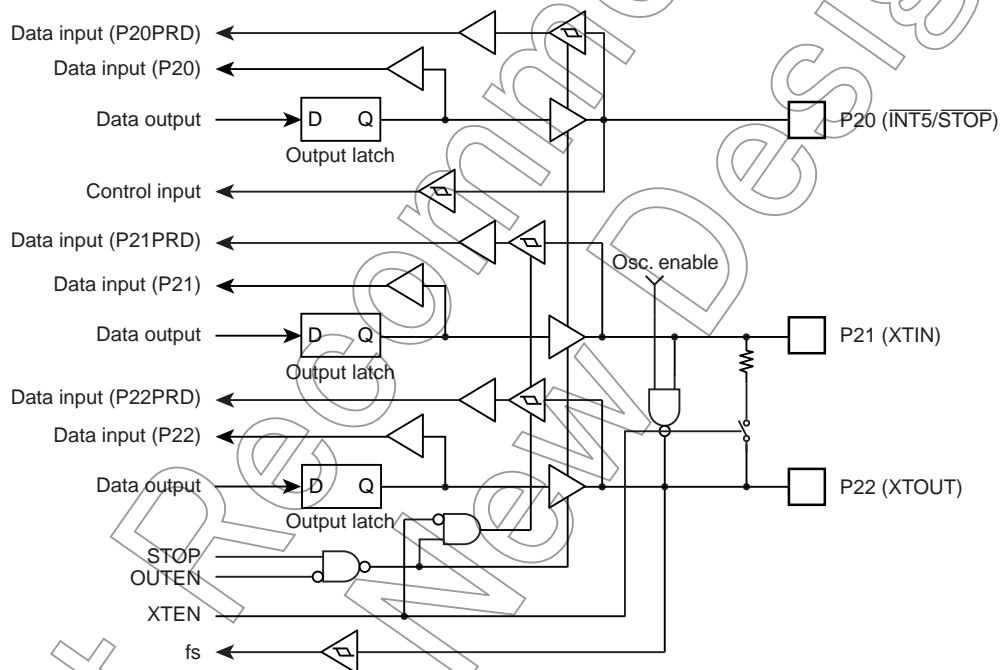 Data input (P20PRD)
Data input (P20)
Data output
D Q
Output latch
P20 (INT5/STOP)
Control input
Data input (P21PRD)
Osc. enable
Data input (P21)
Data output
D Q
Output latch
P21 (XTIN)
Data input (P22PRD)
Data input (P22)
Data output
D Q
Output latch
P22 (XTOUT)
STOP
OUTEN
XTEN
fs